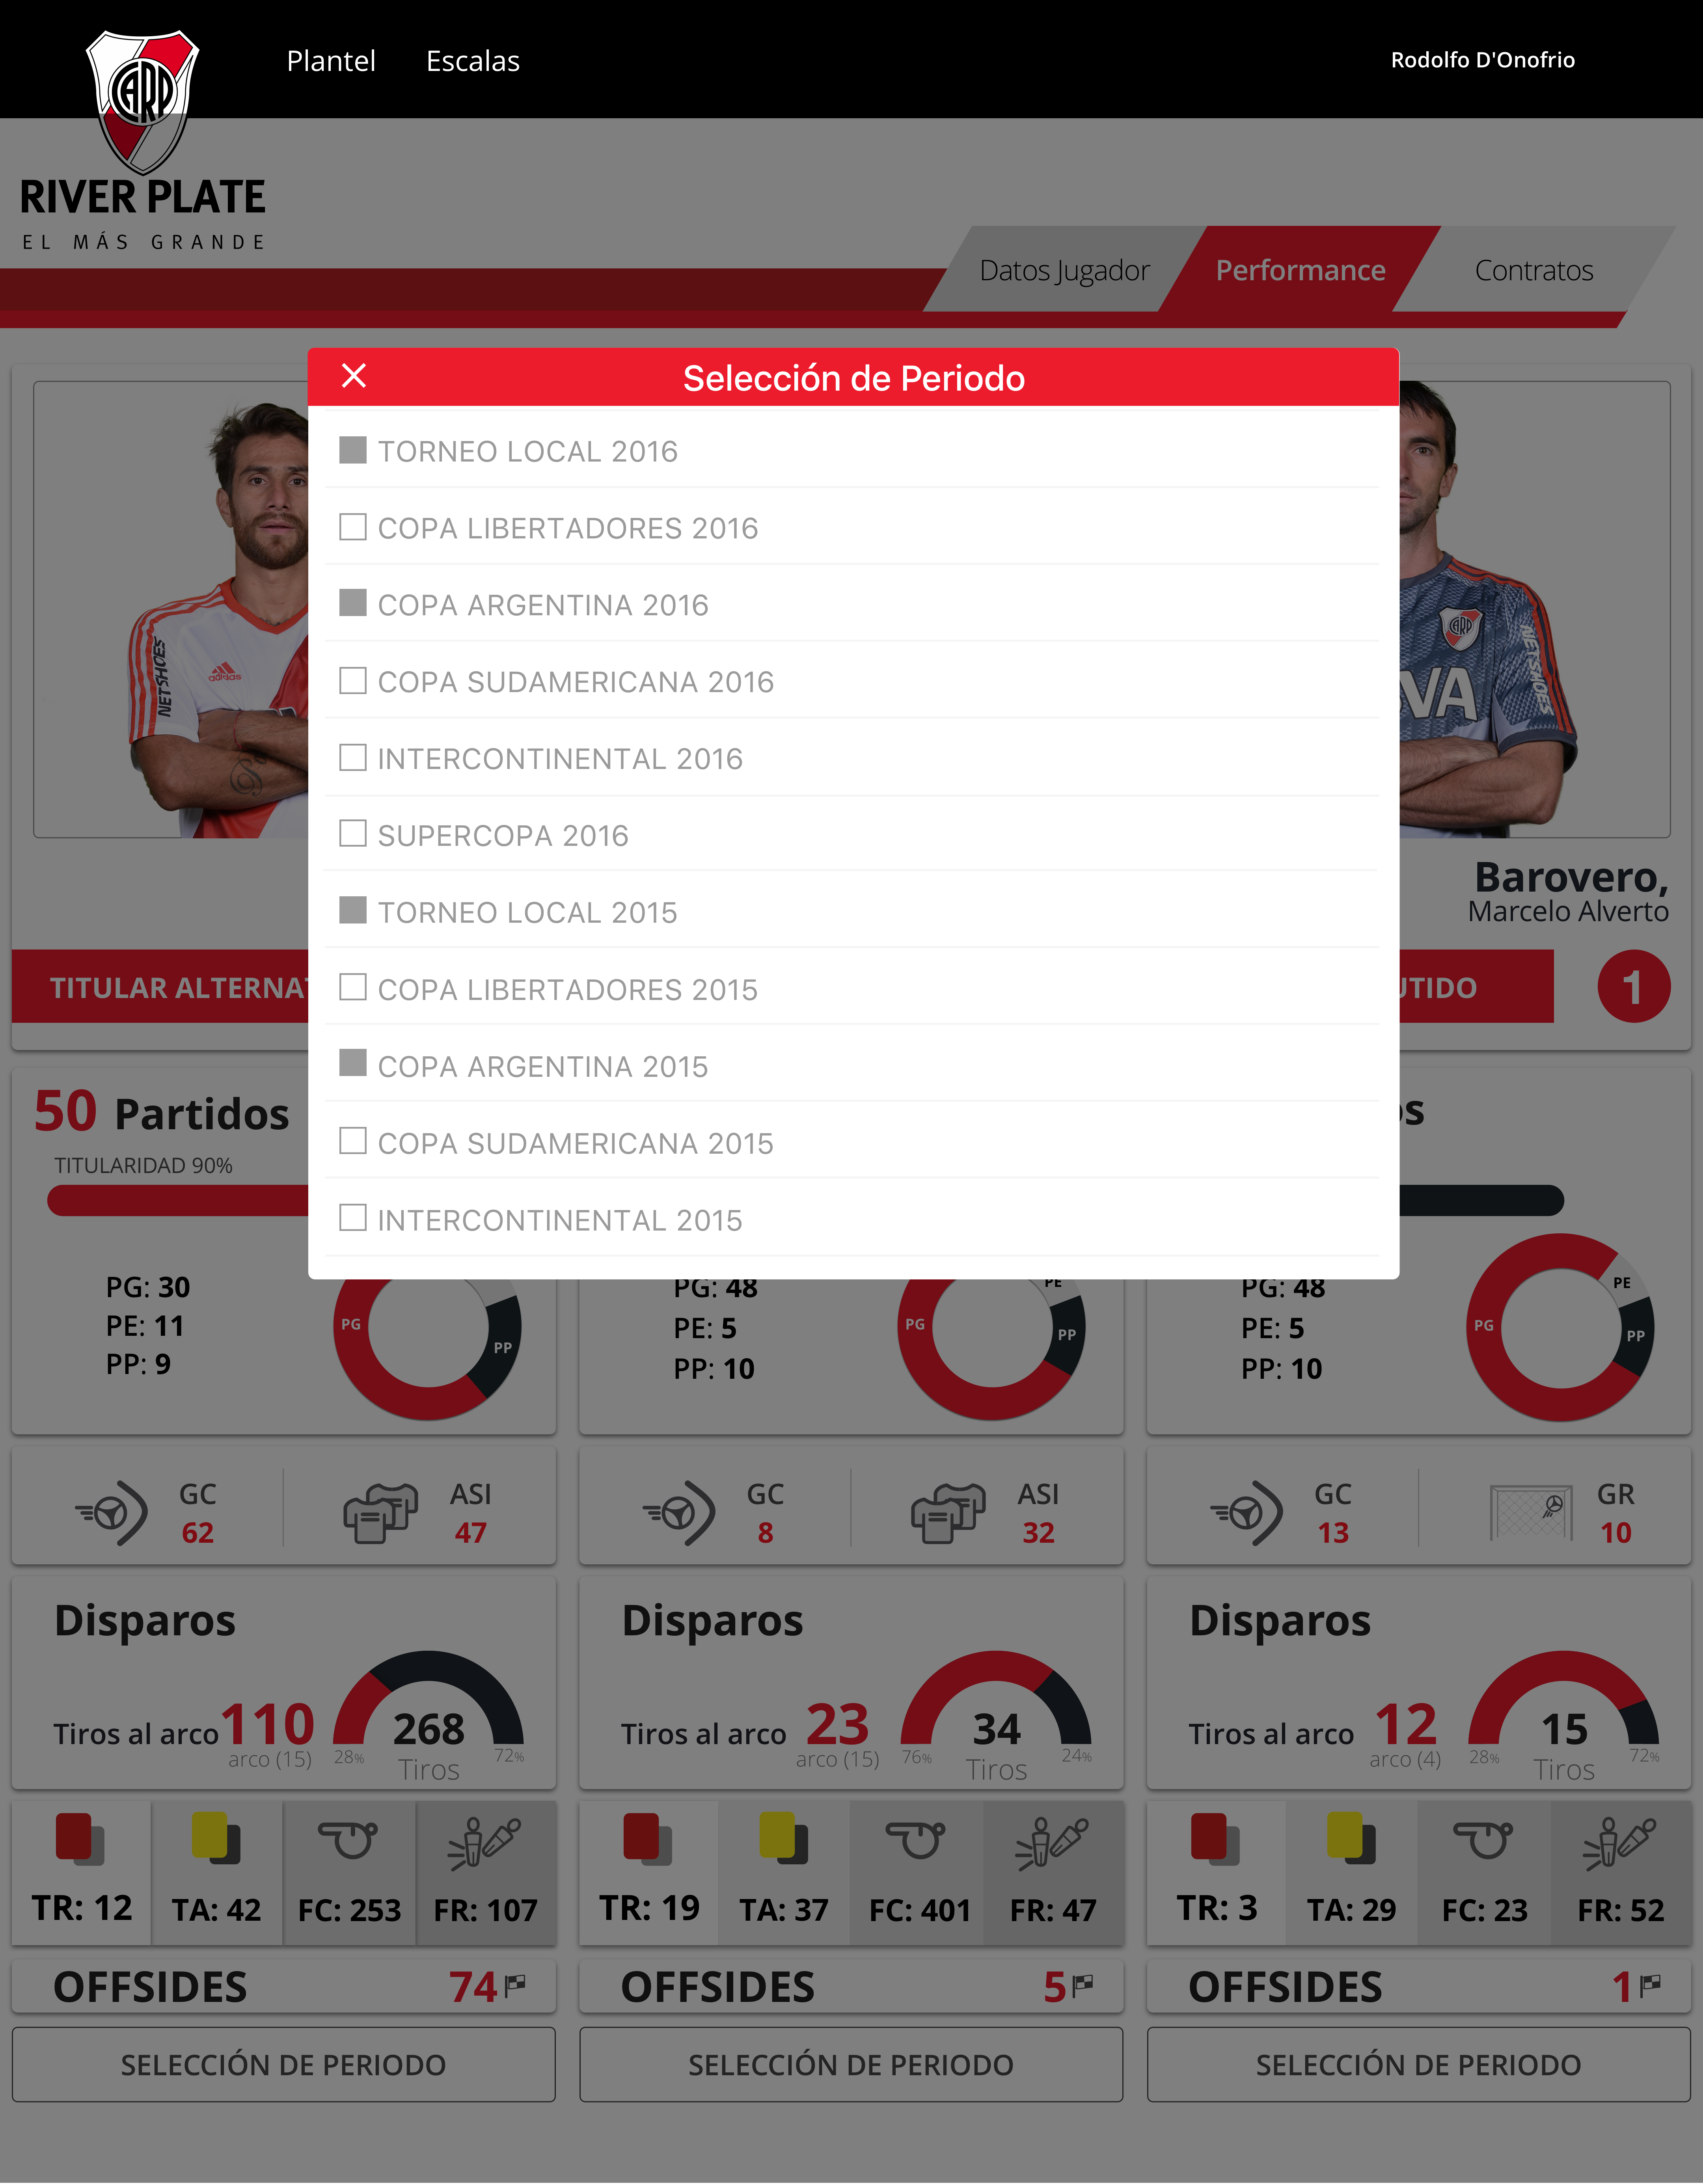 Plantel Escalas Rodolfo D'Onofrio
CARP
RIVER PLATE
EL MÁS GRANDE
Datos Jugador Performance Contratos
Selección de Periodo
TORNEO LOCAL 2016
COPA LIBERTADORES 2016
COPA ARGENTINA 2016
COPA SUDAMERICANA 2016
INTERCONTINENTAL 2016
SUPERCOPA 2016
TORNEO LOCAL 2015
COPA LIBERTADORES 2015
COPA ARGENTINA 2015
COPA SUDAMERICANA 2015
INTERCONTINENTAL 2015
adidas
NETSHOES
CARP
NETSHOES
VA
Barovero,
Marcelo Alverto
TITULAR ALTERNA
UTIDO 1
50 Partidos
os
TITULARIDAD 90%
PG: 30
PE: 11
PP: 9
PG PP
PG: 48
PE: 5
PP: 10
PG PE PP
PG: 48
PE: 5
PP: 10
PG PE PP
GC ASI GC ASI GC GR
62 47 8 32 13 10
Disparos
Tiros al arco 110
arco (15)
28% 268 72%
Tiros
Disparos
Tiros al arco 23
arco (15)
76% 34 24%
Tiros
Disparos
Tiros al arco 12
arco (4)
28% 15 72%
Tiros
TR: 12 TA: 42 FC: 253 FR: 107
TR: 19 TA: 37 FC: 401 FR: 47
TR: 3 TA: 29 FC: 23 FR: 52
OFFSIDES 74
OFFSIDES 5
OFFSIDES 1
SELECCIÓN DE PERIODO
SELECCIÓN DE PERIODO
SELECCIÓN DE PERIODO